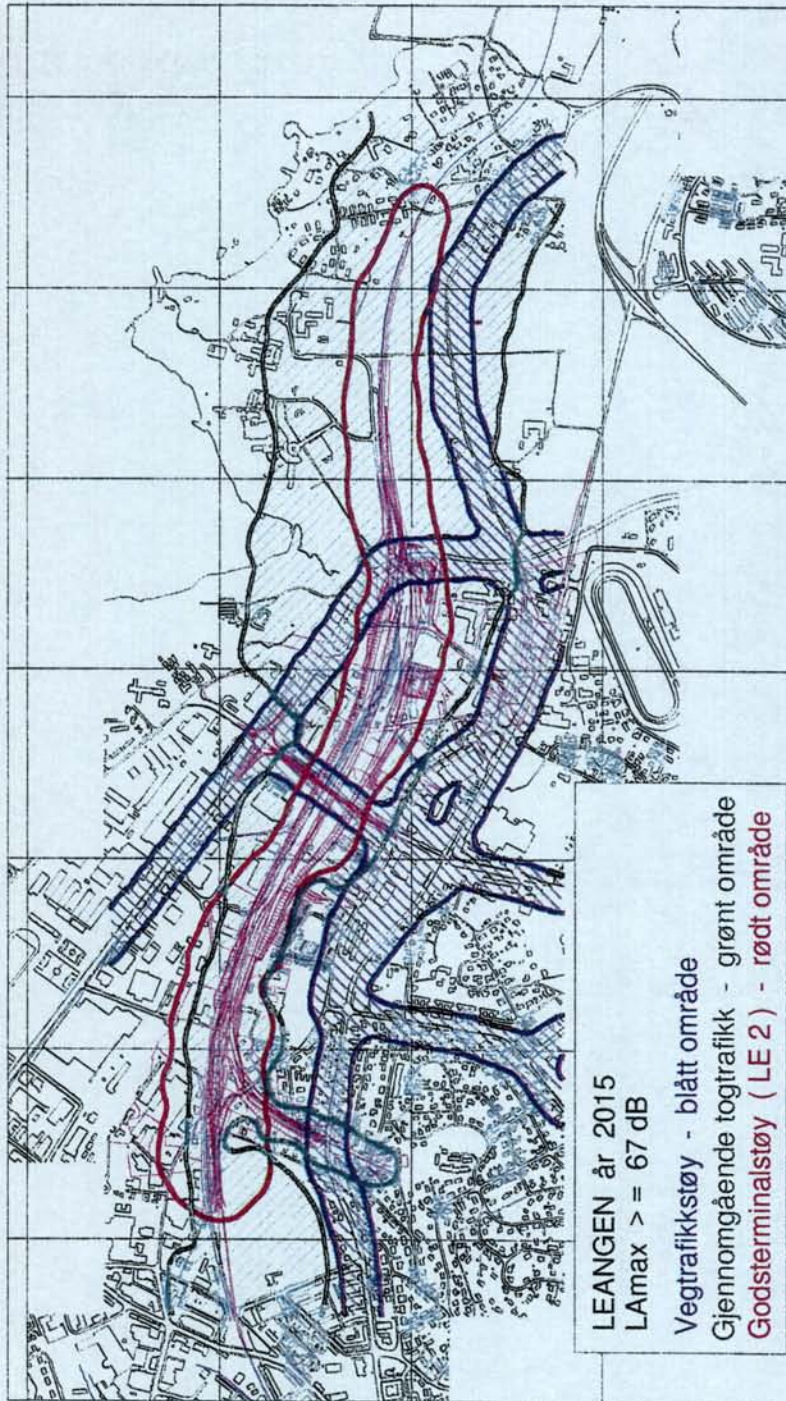 LEANGEN år 2015
LAmax > = 67 dB
Vegtrafikkstøy - blått område
Gjennomgående togtrafikk - grønt område
Godsterminalstøy ( LE 2 ) - rødt område